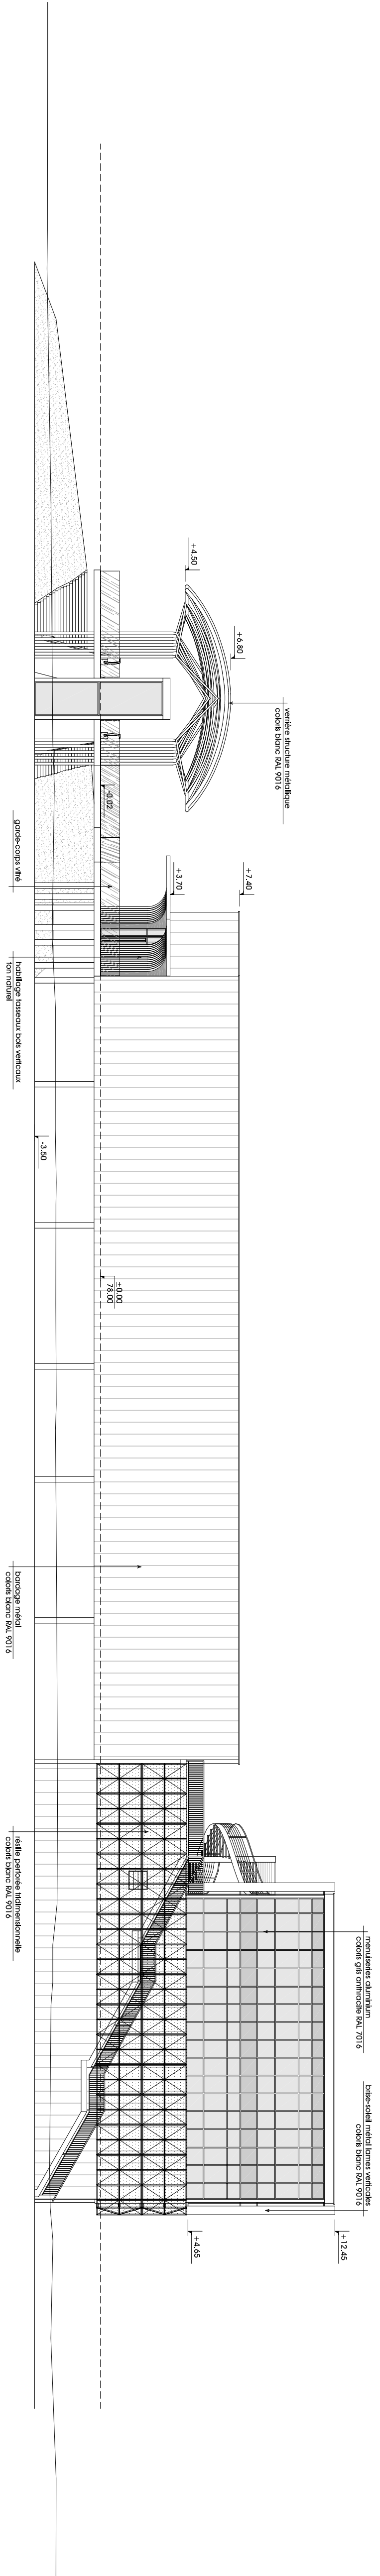 +4.50
+6.80
verrière structure métallique
coloris blanc RAL 9016
-0.02
garde-corps vitré
+3.70
+7.40
habillage tasseaux bois verticaux
ton naturel
-3.50
±0.00
78.00
bardage métal
coloris blanc RAL 9016
résille perforée tridimensionnelle
coloris blanc RAL 9016
menuiseries aluminium
coloris gris anthracite RAL 7016
brise-soleil métal lames verticales
coloris blanc RAL 9016
+4.65
+12.45